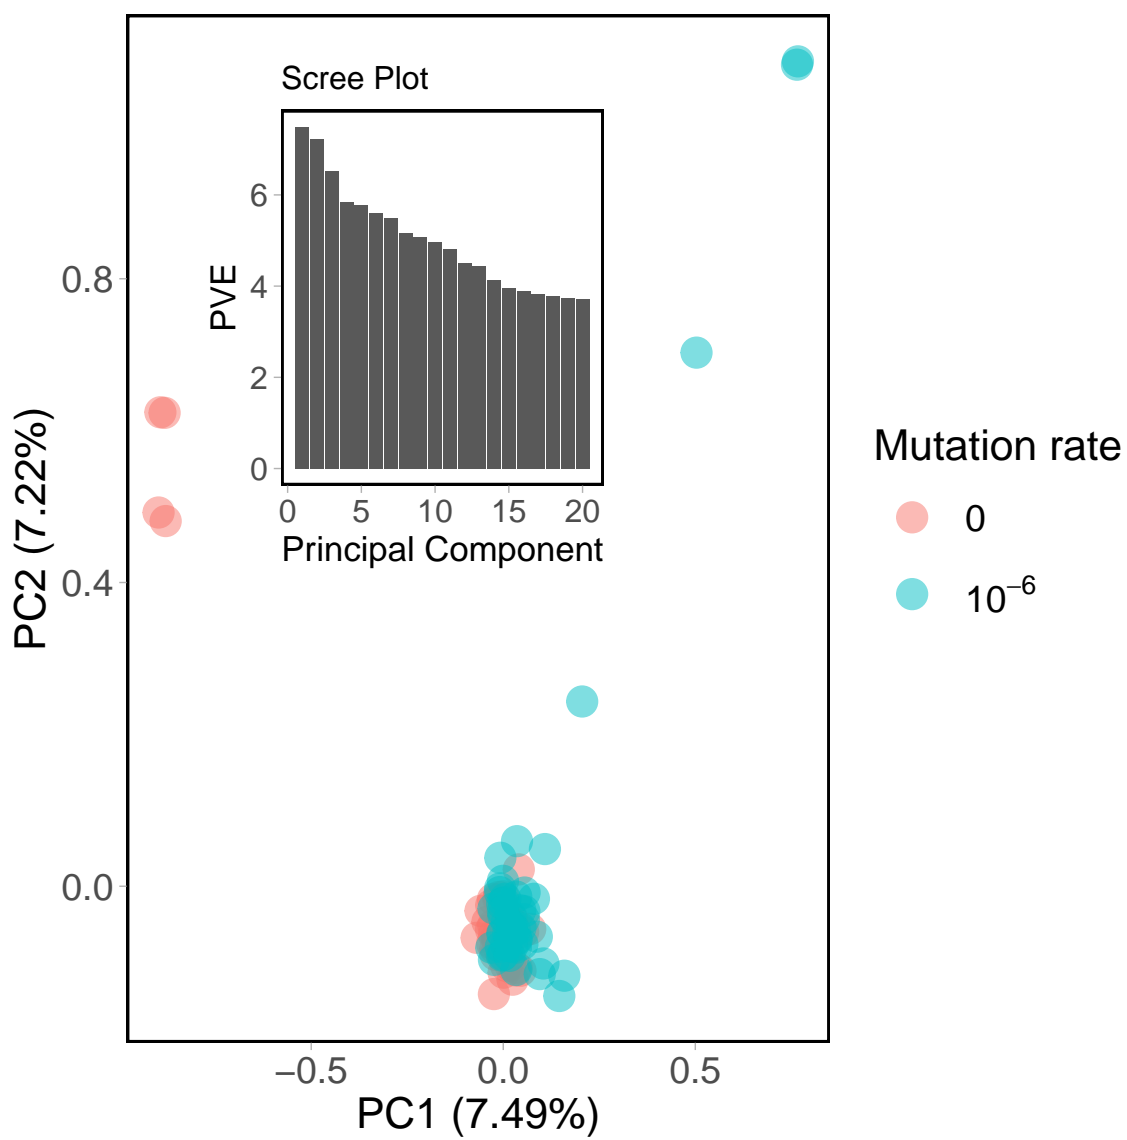 Scree Plot
6
4
2
0
PVE
0 5 10 15 20
Principal Component
0.8
0.4
0.0
PC2 (7.22%)
−0.5 0.0 0.5
PC1 (7.49%)
Mutation rate
0
10⁻⁶